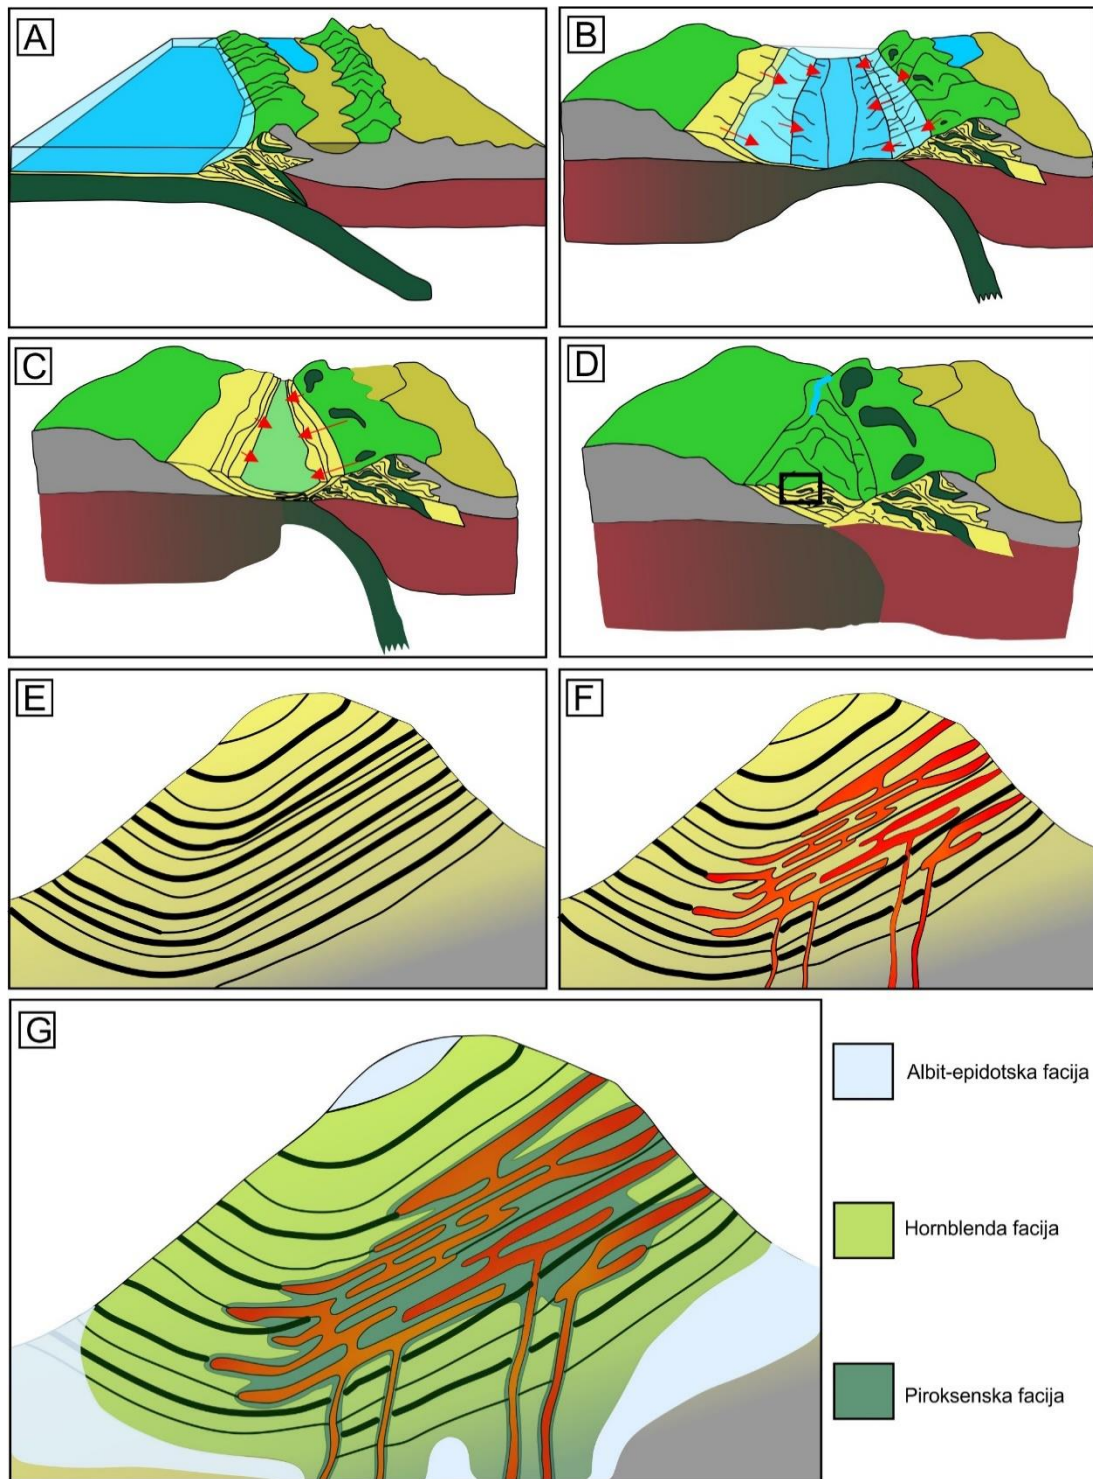 A
B
C
D
E
F
G
Albit-epidotska facija
Hornblenda facija
Piroksenska facija